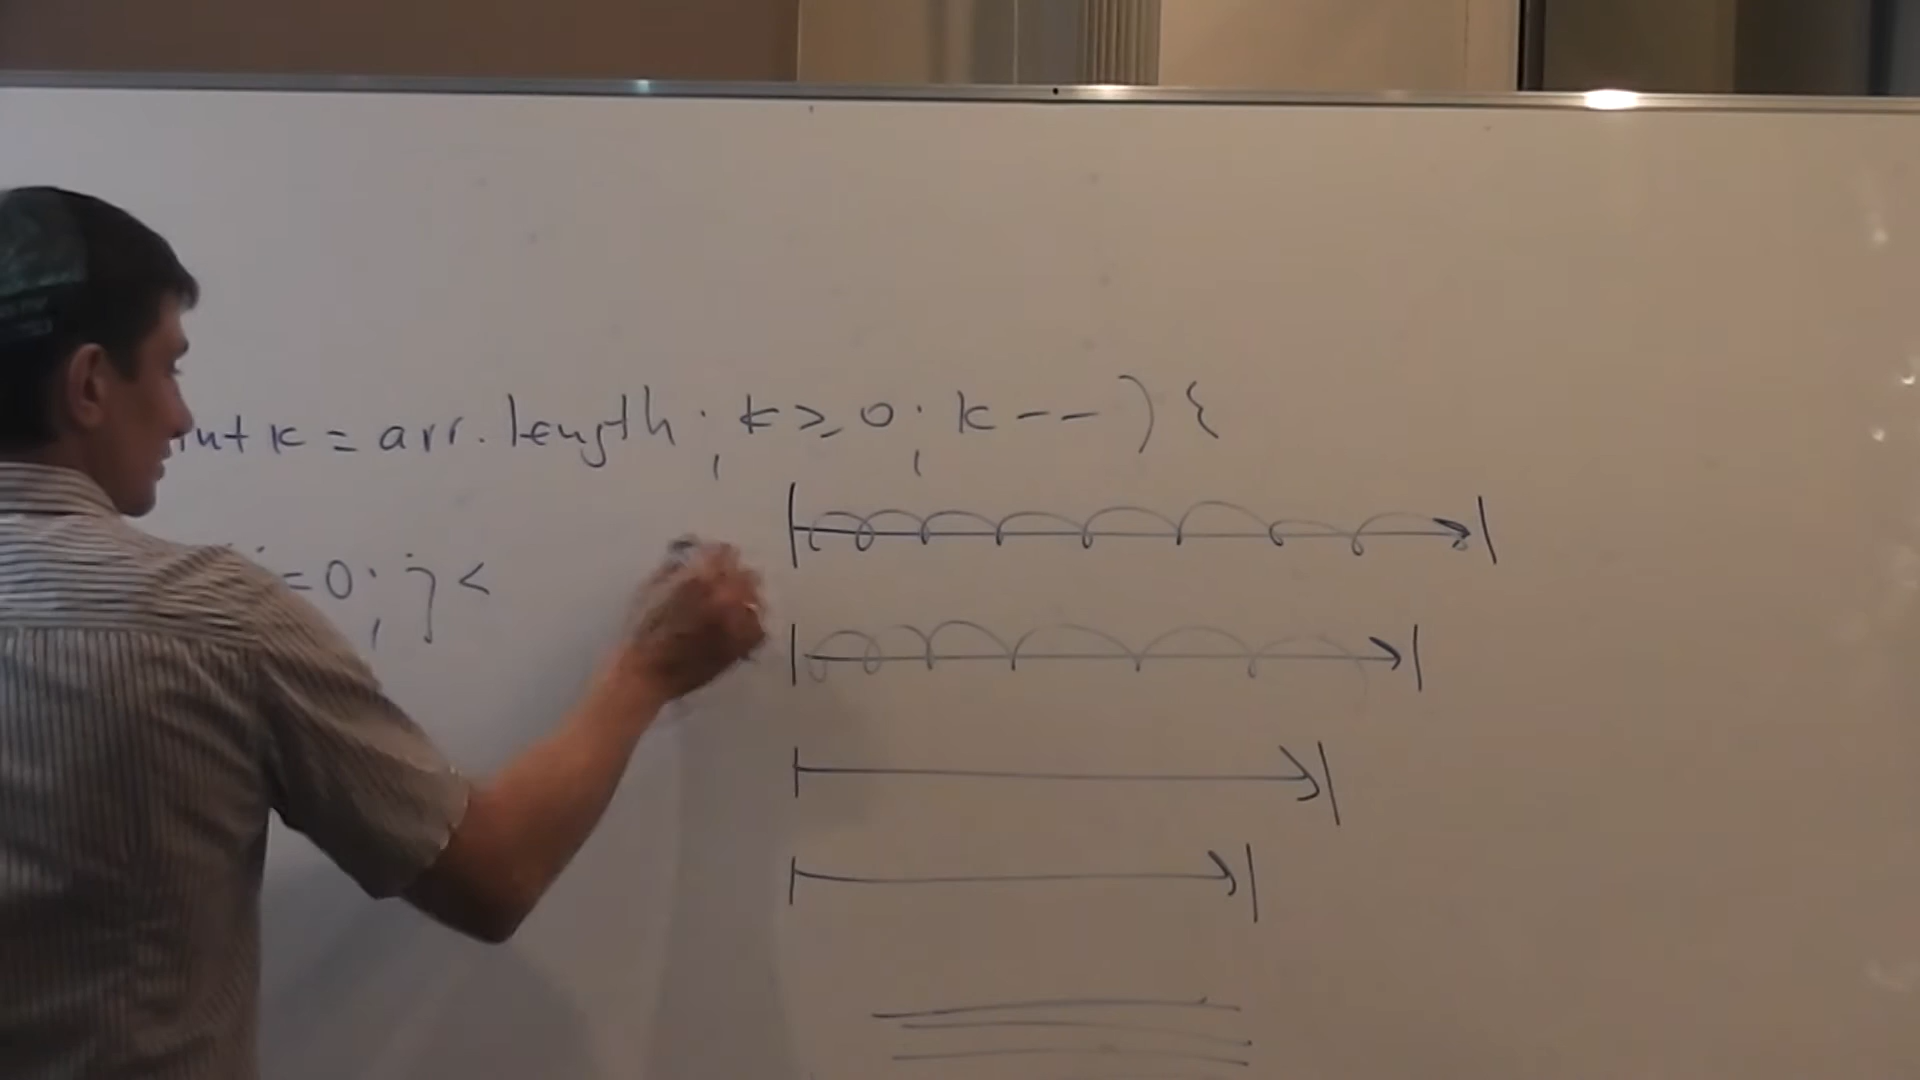 int k = arr.length; k ≥ 0; k--) {
=0; j <